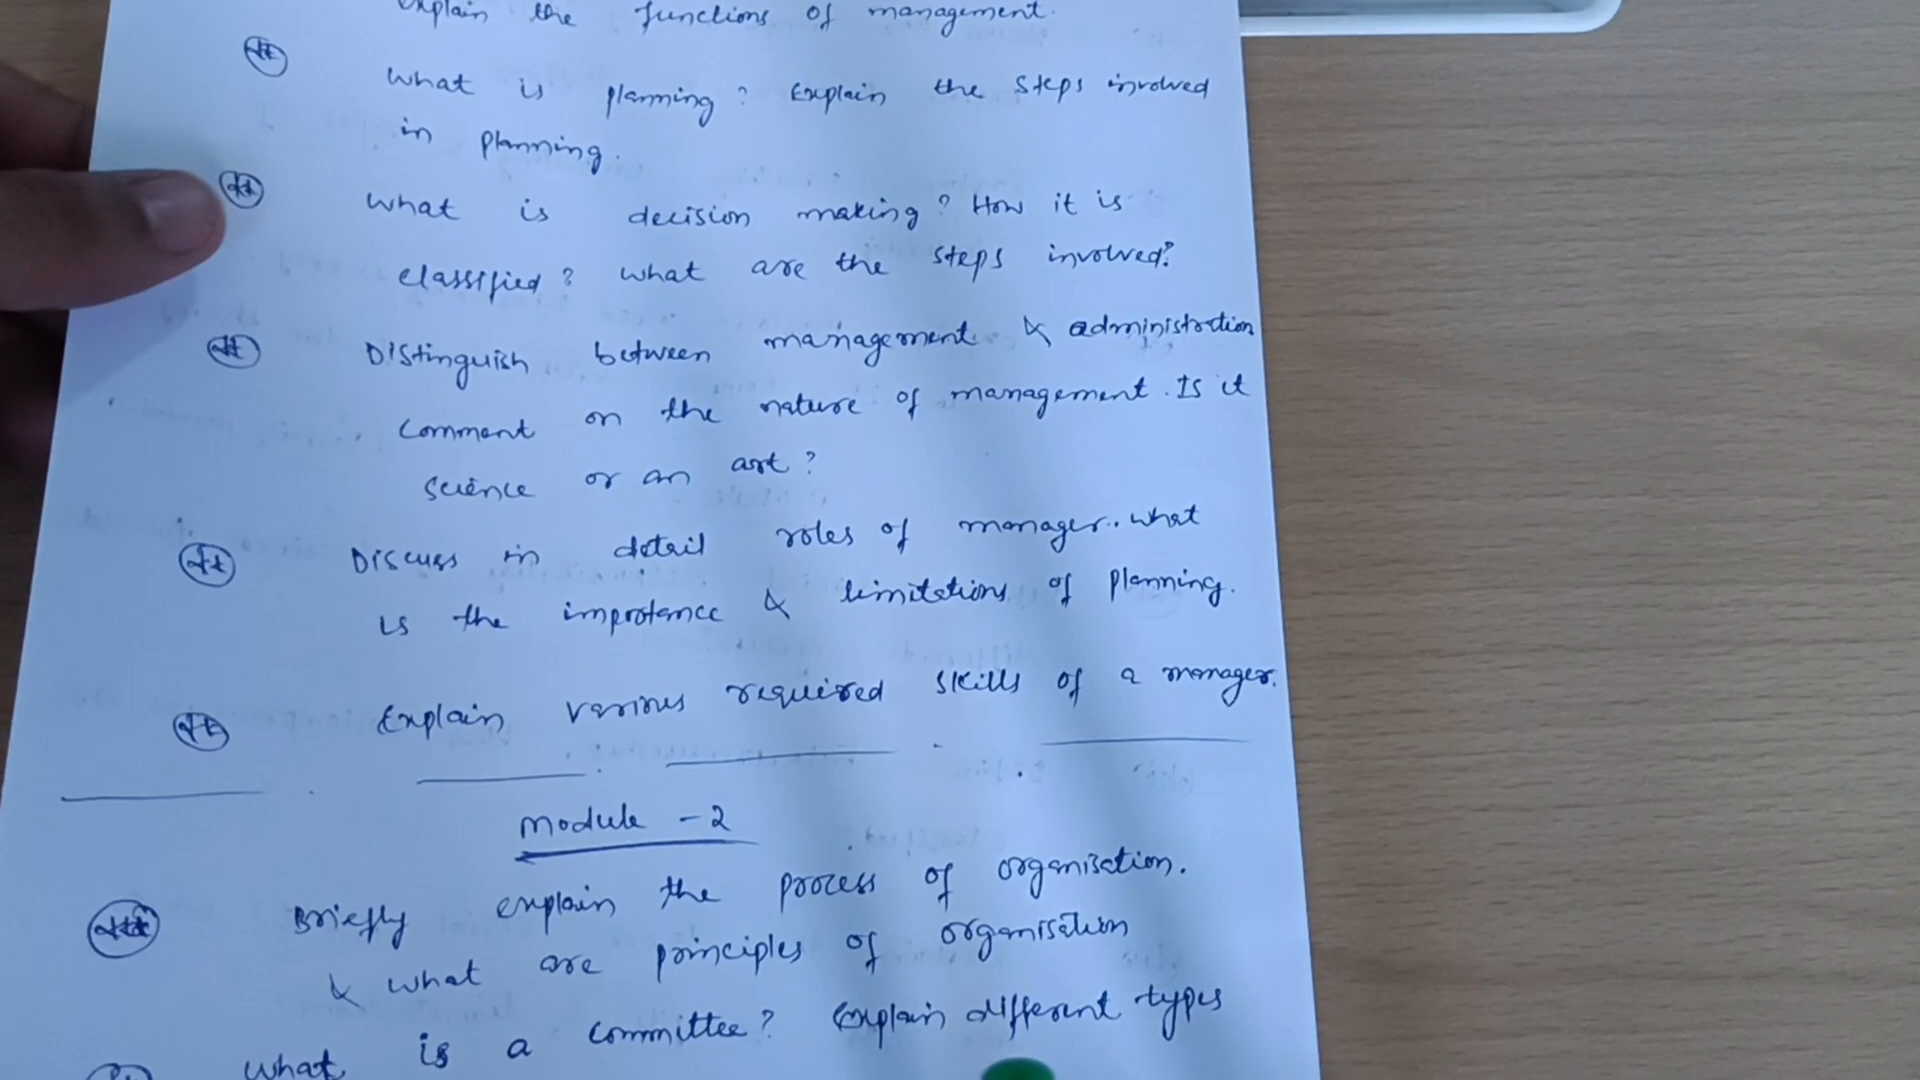 explain the functions of management.
** What is planning? Explain the steps involved
in planning.
** What is decision making? How it is
classified? What are the steps involved?
** Distinguish between management & administration
comment on the nature of management. Is it
science or an art?
** Discuss in detail roles of manager.. what
is the improtance & limitations of planning.
** Explain various required skills of a manager.
Module - 2
*** Briefly explain the process of organisation.
& what are principles of organisation
What is a committee? Explain different types